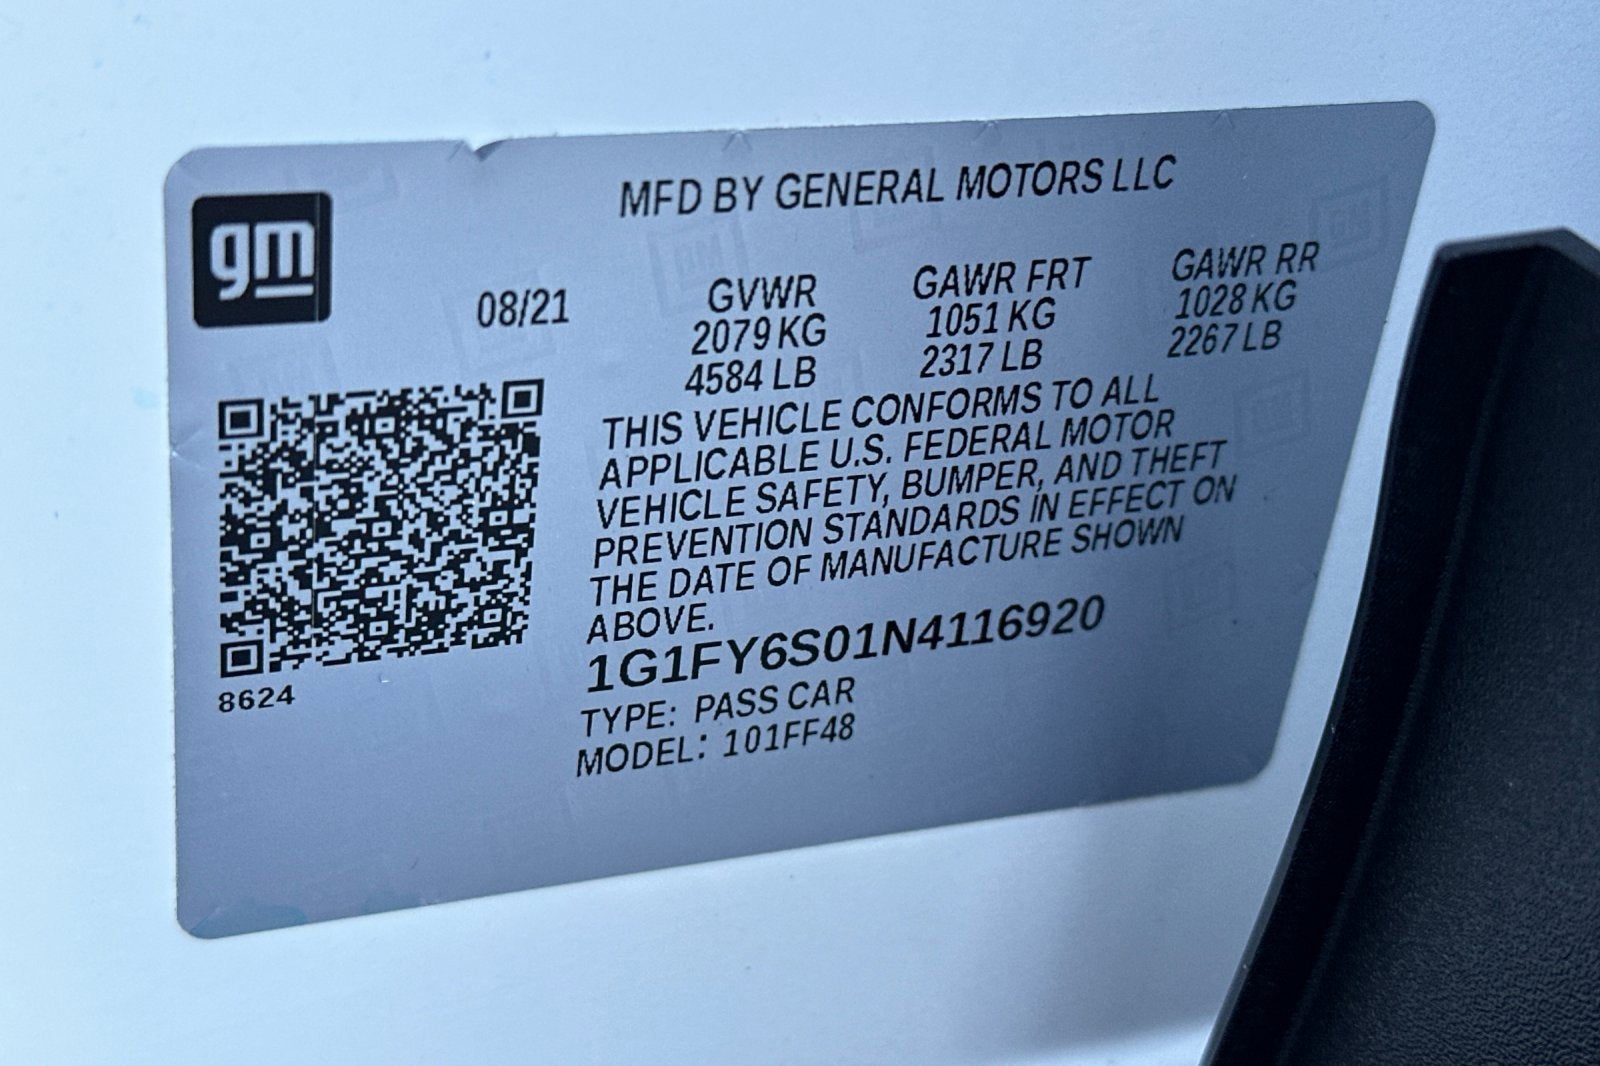 gm
MFD BY GENERAL MOTORS LLC
08/21
GVWR
2079 KG
4584 LB
GAWR FRT
1051 KG
2317 LB
GAWR RR
1028 KG
2267 LB
THIS VEHICLE CONFORMS TO ALL
APPLICABLE U.S. FEDERAL MOTOR
VEHICLE SAFETY, BUMPER, AND THEFT
PREVENTION STANDARDS IN EFFECT ON
THE DATE OF MANUFACTURE SHOWN
ABOVE.
1G1FY6S01N4116920
TYPE: PASS CAR
MODEL: 101FF48
8624